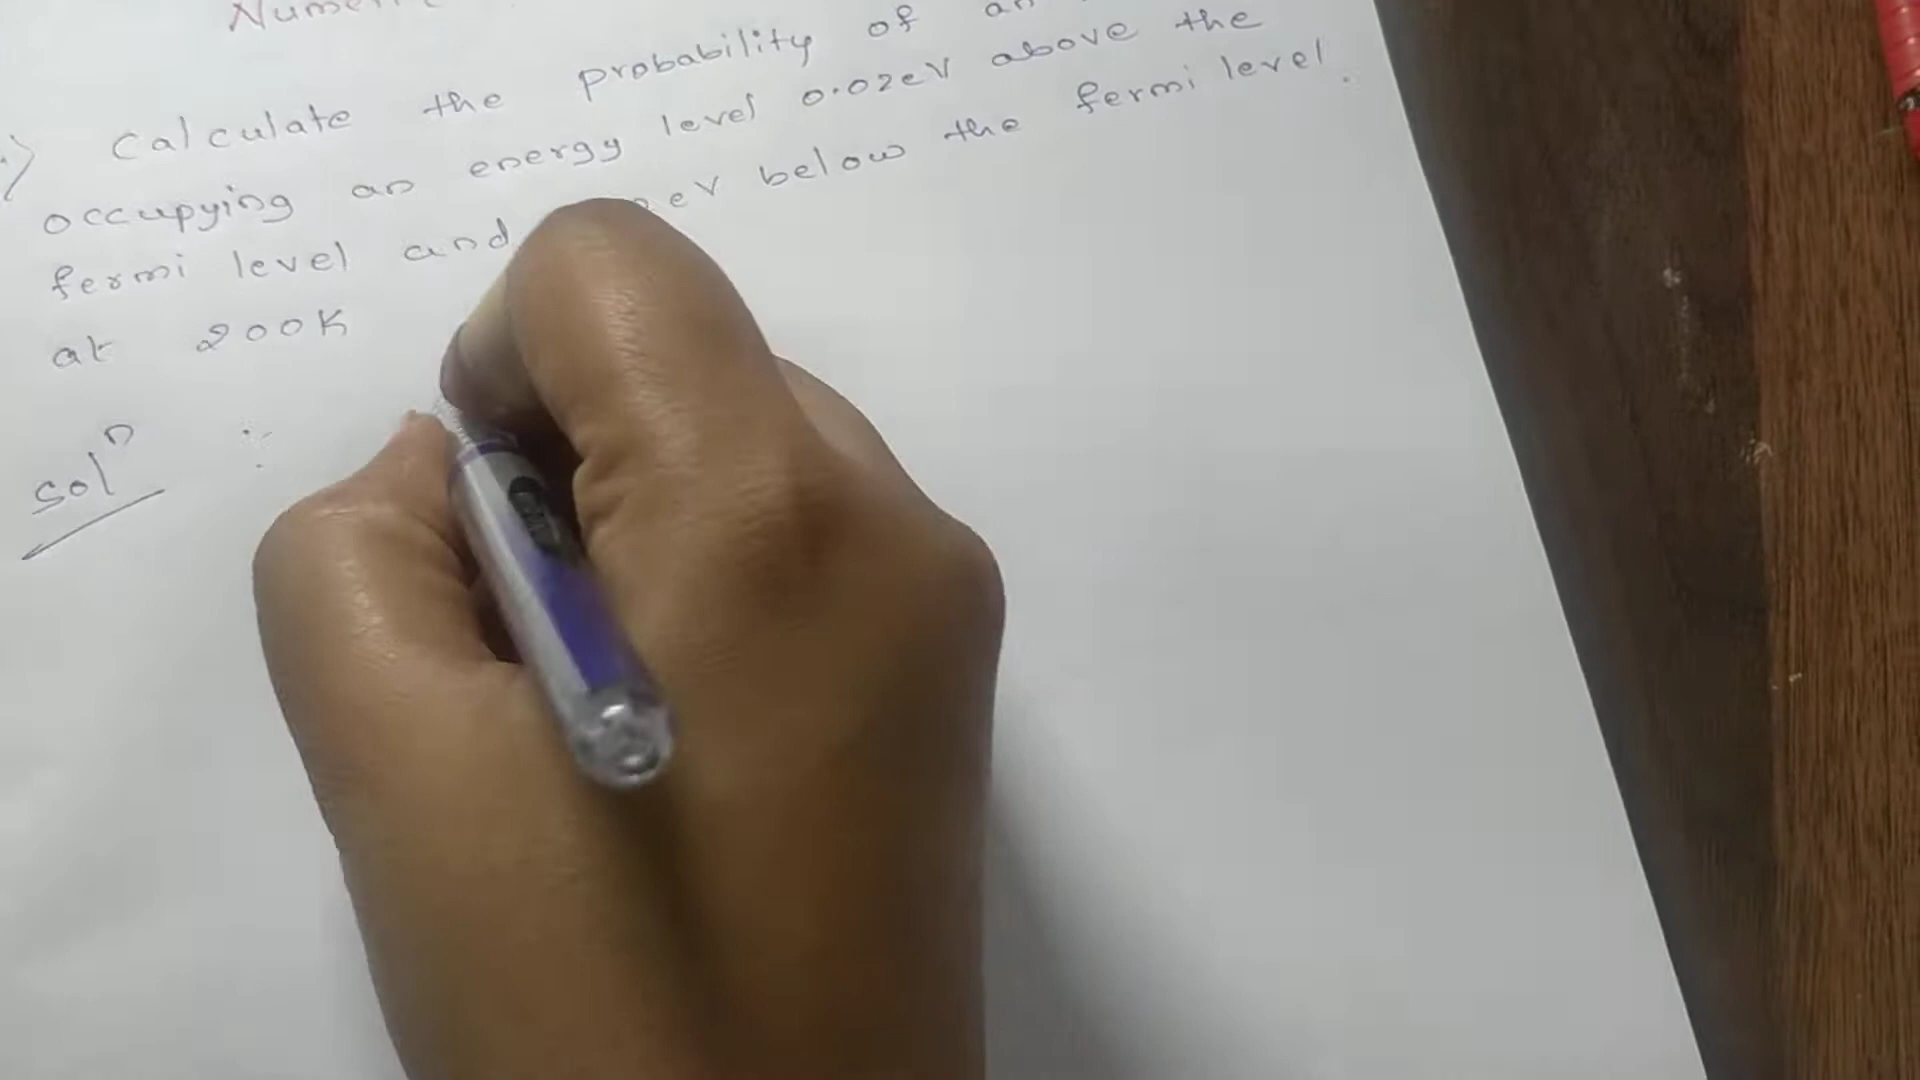 Calculate the probability of an
occupying an energy level 0.02eV above the
fermi level and eV below the fermi level.
at 200K
solⁿ :